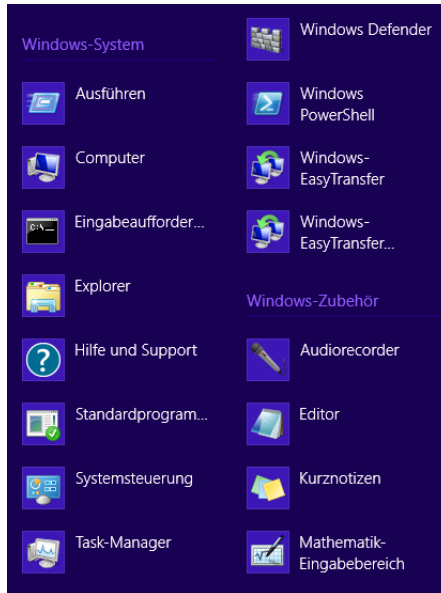 Windows-System
Ausführen
Computer
C:\_
Eingabeaufforder...
Explorer
Hilfe und Support
Standardprogram...
Systemsteuerung
Task-Manager
Windows Defender
Windows
PowerShell
Windows-
EasyTransfer
Windows-
EasyTransfer...
Windows-Zubehör
Audiorecorder
Editor
Kurznotizen
Mathematik-
Eingabebereich